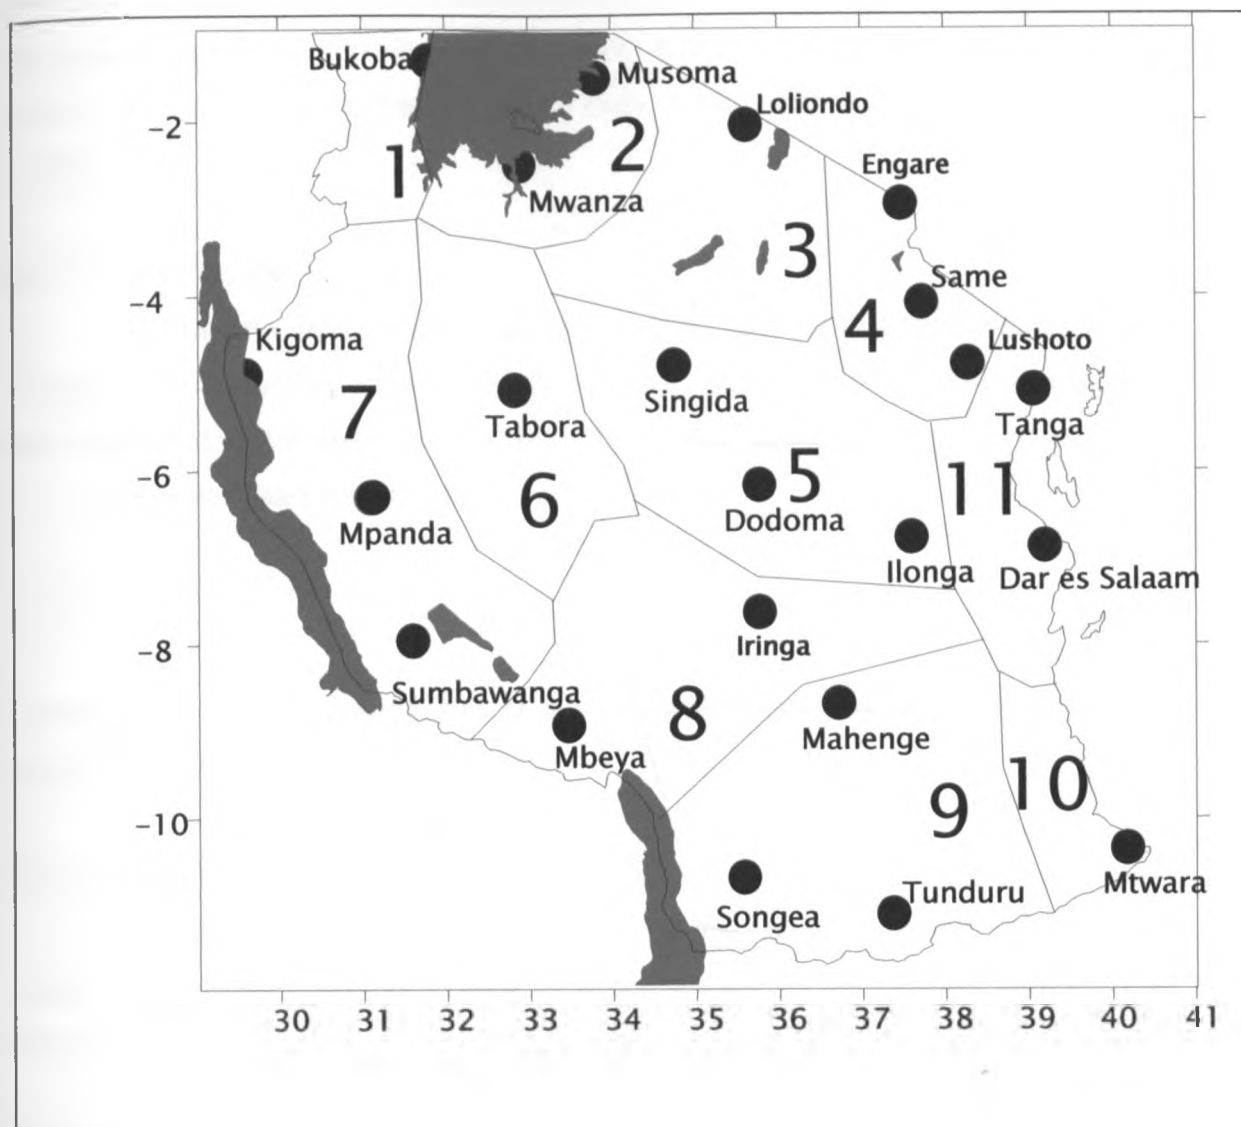 Bukoba
Musoma
Loliondo
-2
1
2
Engare
Mwanza
3
Same
-4
4
Kigoma
Lushoto
7
Singida
Tabora
Tanga
5
11
6
Mpanda
Dodoma
Ilonga
Dar es Salaam
-8
Iringa
Sumbawanga
8
Mahenge
Mbeya
10
9
-10
-6
Mtwara
Tunduru
Songea
30 31 32 33 34 35 36 37 38 39 40 41